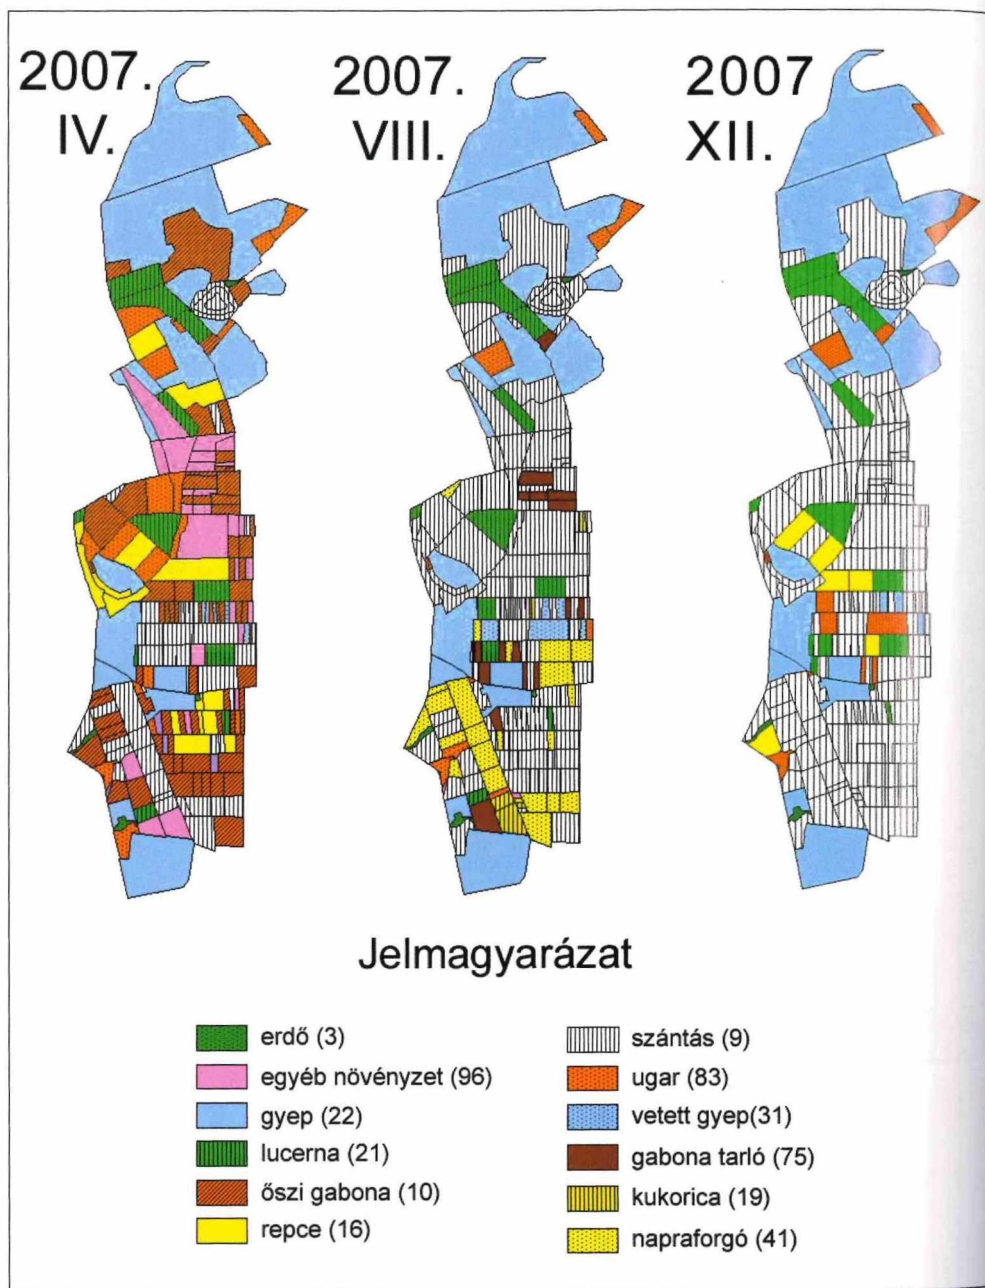 2007.
IV.
2007.
VIII.
2007
XII.
Jelmagyarázat
erdő (3)
egyéb növényzet (96)
gyep (22)
lucerna (21)
őszi gabona (10)
repce (16)
szántás (9)
ugar (83)
vetett gyep(31)
gabona tarló (75)
kukorica (19)
napraforgó (41)